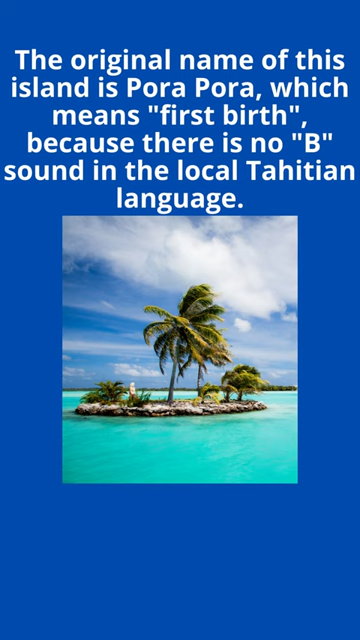 The original name of this
island is Pora Pora, which
means "first birth",
because there is no "B"
sound in the local Tahitian
language.